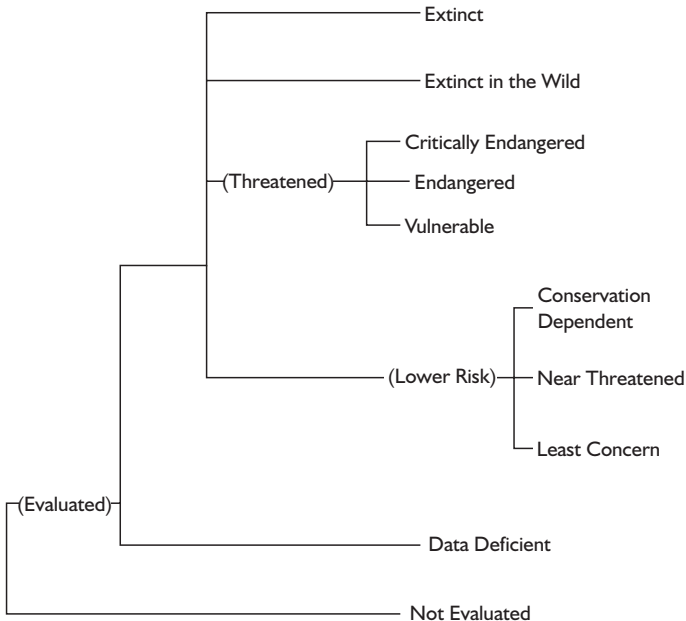 Extinct
Extinct in the Wild
Critically Endangered
(Threatened)
Endangered
Vulnerable
Conservation
Dependent
(Lower Risk)
Near Threatened
Least Concern
(Evaluated)
Data Deficient
Not Evaluated